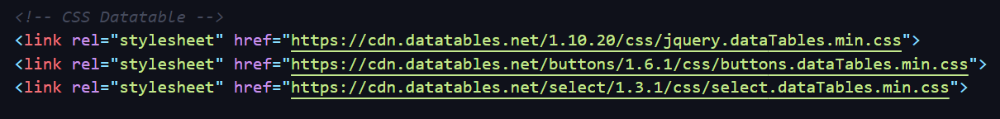 <!-- CSS Datatable -->
<link rel="stylesheet" href="https://cdn.datatables.net/1.10.20/css/jquery.dataTables.min.css">
<link rel="stylesheet" href="https://cdn.datatables.net/buttons/1.6.1/css/buttons.dataTables.min.css">
<link rel="stylesheet" href="https://cdn.datatables.net/select/1.3.1/css/select.dataTables.min.css">